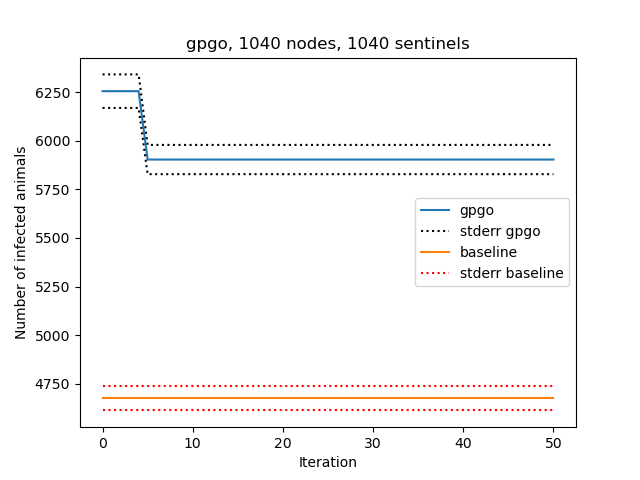 gpgo, 1040 nodes, 1040 sentinels
6250
6000
5750
5500
5250
5000
4750
Number of infected animals
gpgo
stderr gpgo
baseline
stderr baseline
0
10
20
30
40
50
Iteration